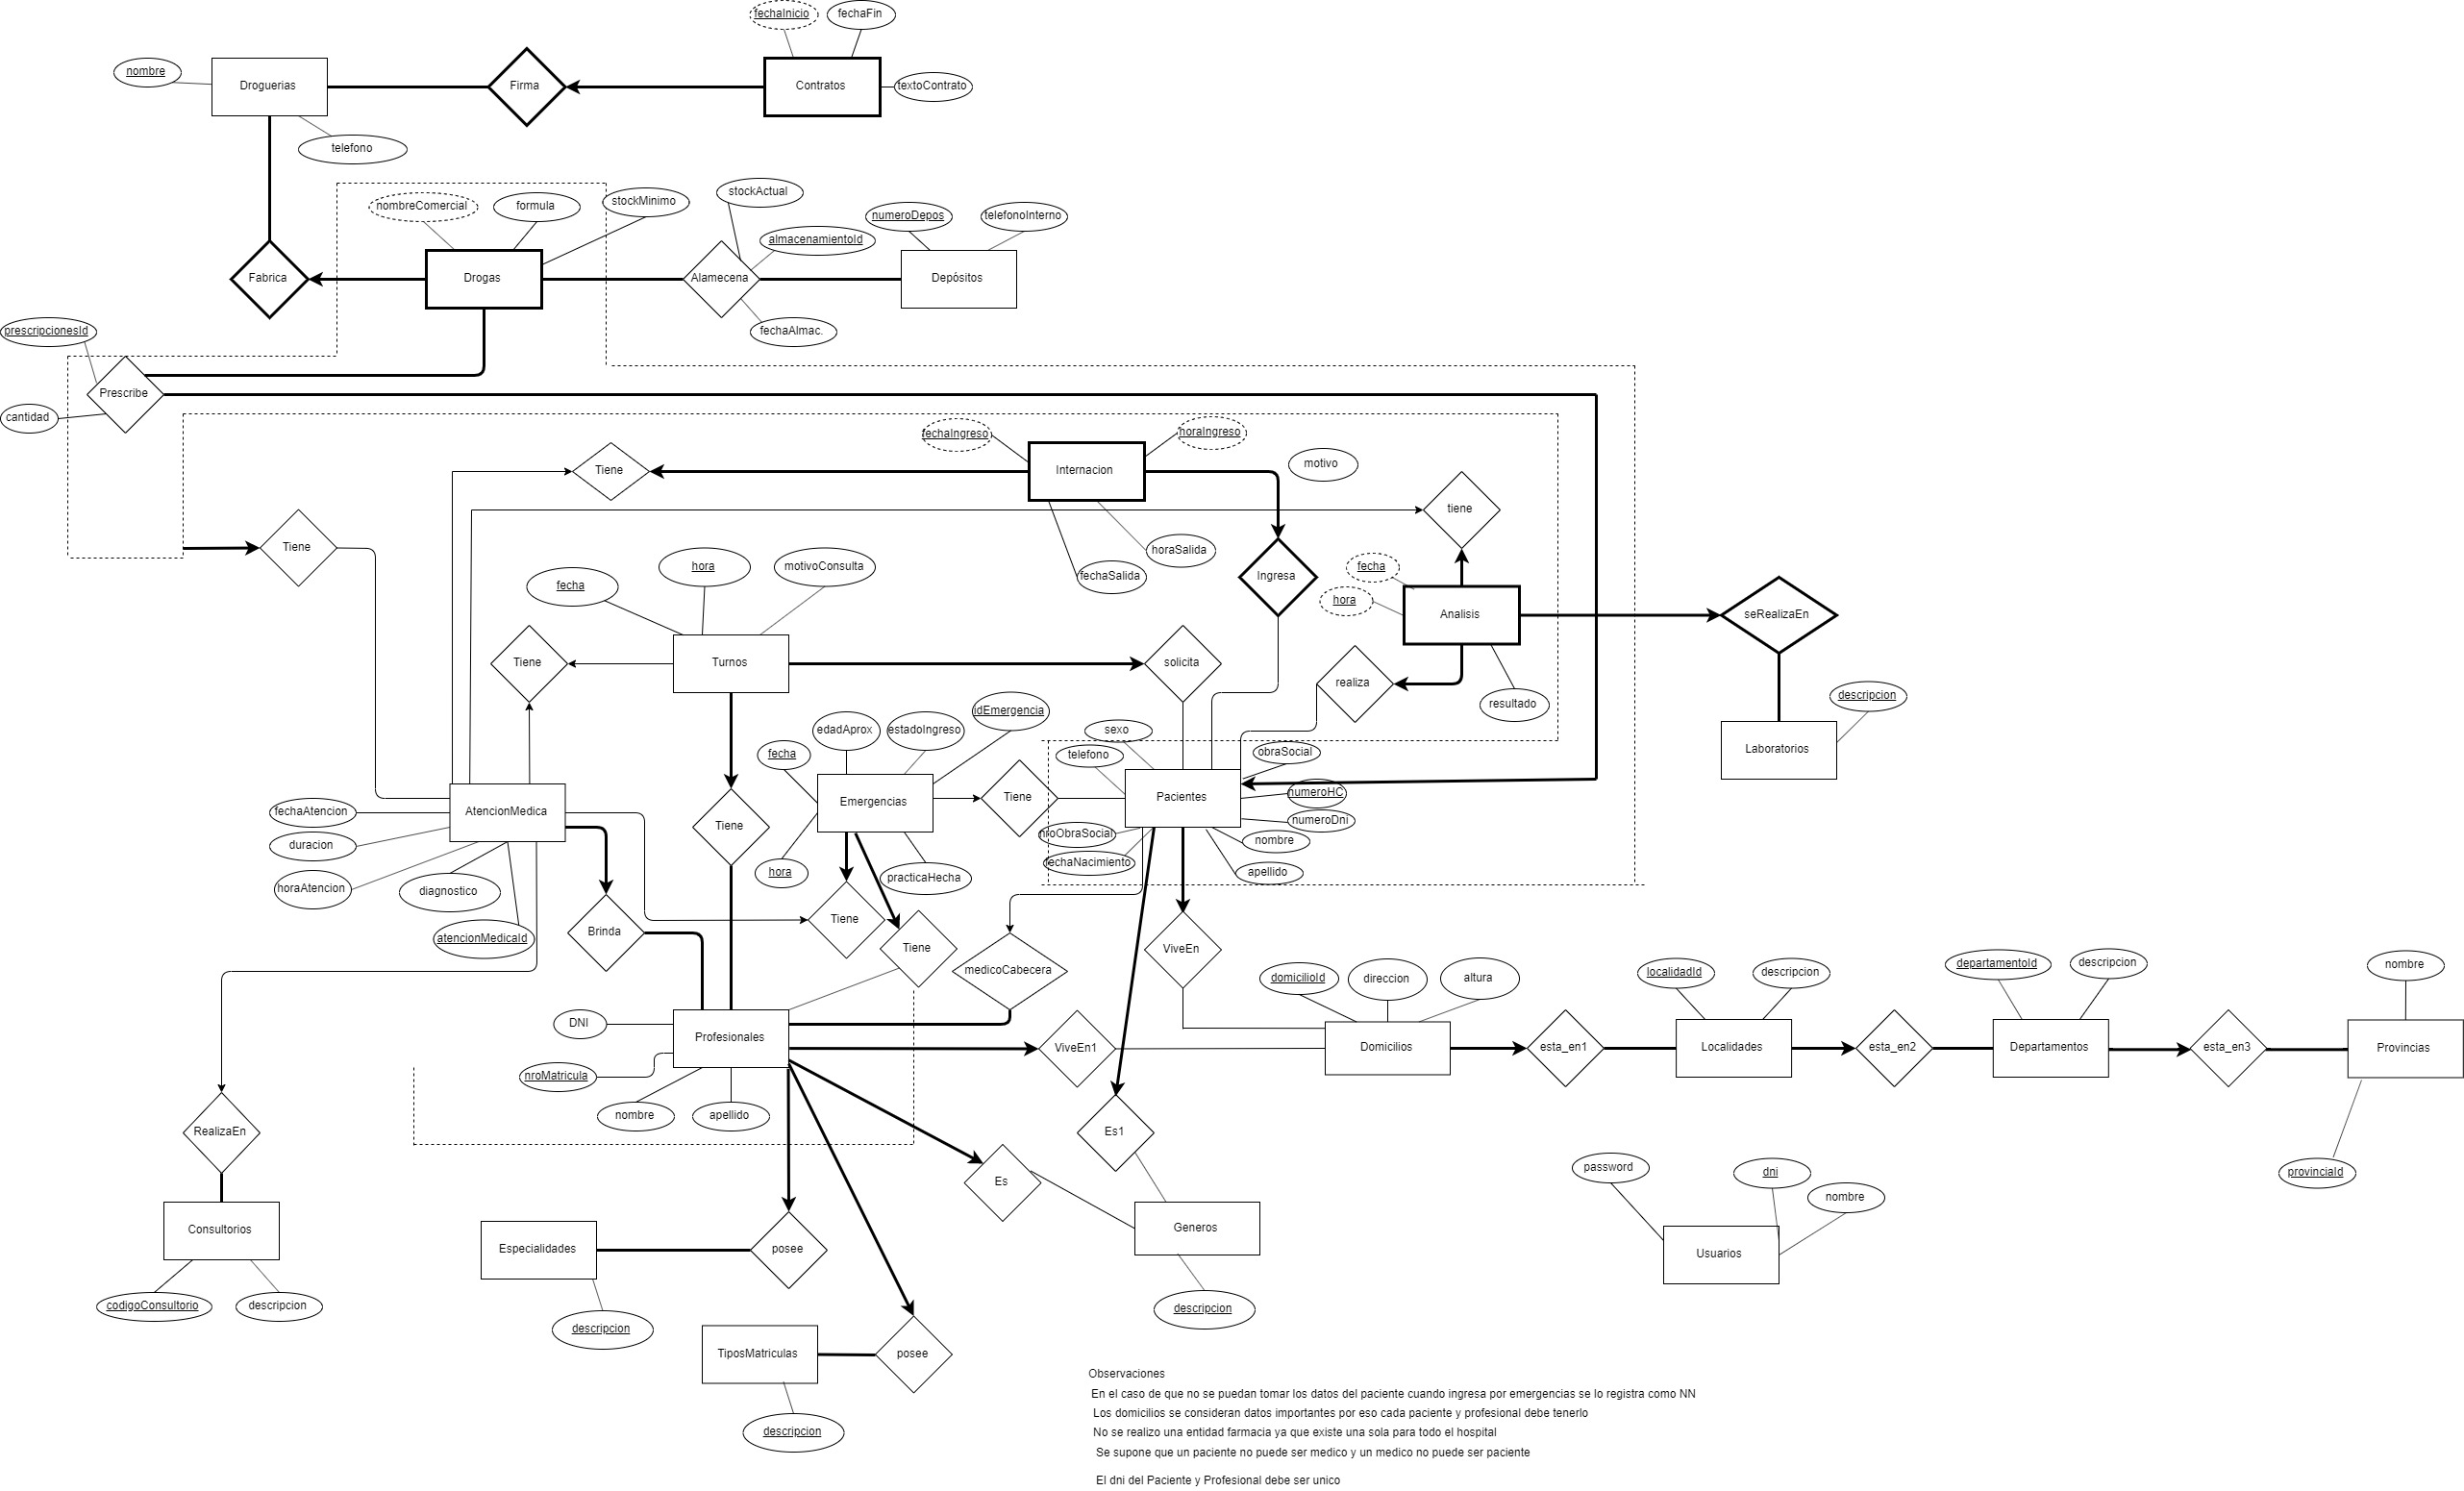 fechaInicio
fechaFin
nombre
Droguerias
Firma
Contratos
textoContrato
telefono
stockActual
nombreComercial
formula
stockMinimo
numeroDepos
telefonoInterno
almacenamientoId
Fabrica
Drogas
Alamecena
Depósitos
prescripcionesId
fechaAlmac.
Prescribe
cantidad
fechaIngreso
horaIngreso
Tiene
Internacion
motivo
tiene
Tiene
horaSalida
fecha
hora
motivoConsulta
fechaSalida
Ingresa
fecha
hora
Analisis
seRealizaEn
Tiene
Turnos
solicita
realiza
descripcion
resultado
idEmergencia
edadAprox
estadoIngreso
sexo
fecha
telefono
obraSocial
Laboratorios
Emergencias
Tiene
Pacientes
numeroHC
fechaAtencion
AtencionMedica
Tiene
numeroDni
nroObraSocial
nombre
duracion
fechaNacimiento
hora
practicaHecha
apellido
horaAtencion
diagnostico
Tiene
Brinda
atencionMedicaId
Tiene
ViveEn
medicoCabecera
domicilioId
direccion
altura
localidadId
descripcion
departamentoId
descripcion
nombre
DNI
Profesionales
ViveEn1
Domicilios
esta_en1
Localidades
esta_en2
Departamentos
esta_en3
Provincias
nroMatricula
nombre
apellido
RealizaEn
Es1
password
dni
provinciaId
Es
nombre
Consultorios
Especialidades
posee
Generos
Usuarios
codigoConsultorio
descripcion
descripcion
descripcion
TiposMatriculas
posee
descripcion
Observaciones
En el caso de que no se puedan tomar los datos del paciente cuando ingresa por emergencias se lo registra como NN
Los domicilios se consideran datos importantes por eso cada paciente y profesional debe tenerlo
No se realizo una entidad farmacia ya que existe una sola para todo el hospital
Se supone que un paciente no puede ser medico y un medico no puede ser paciente
El dni del Paciente y Profesional debe ser unico